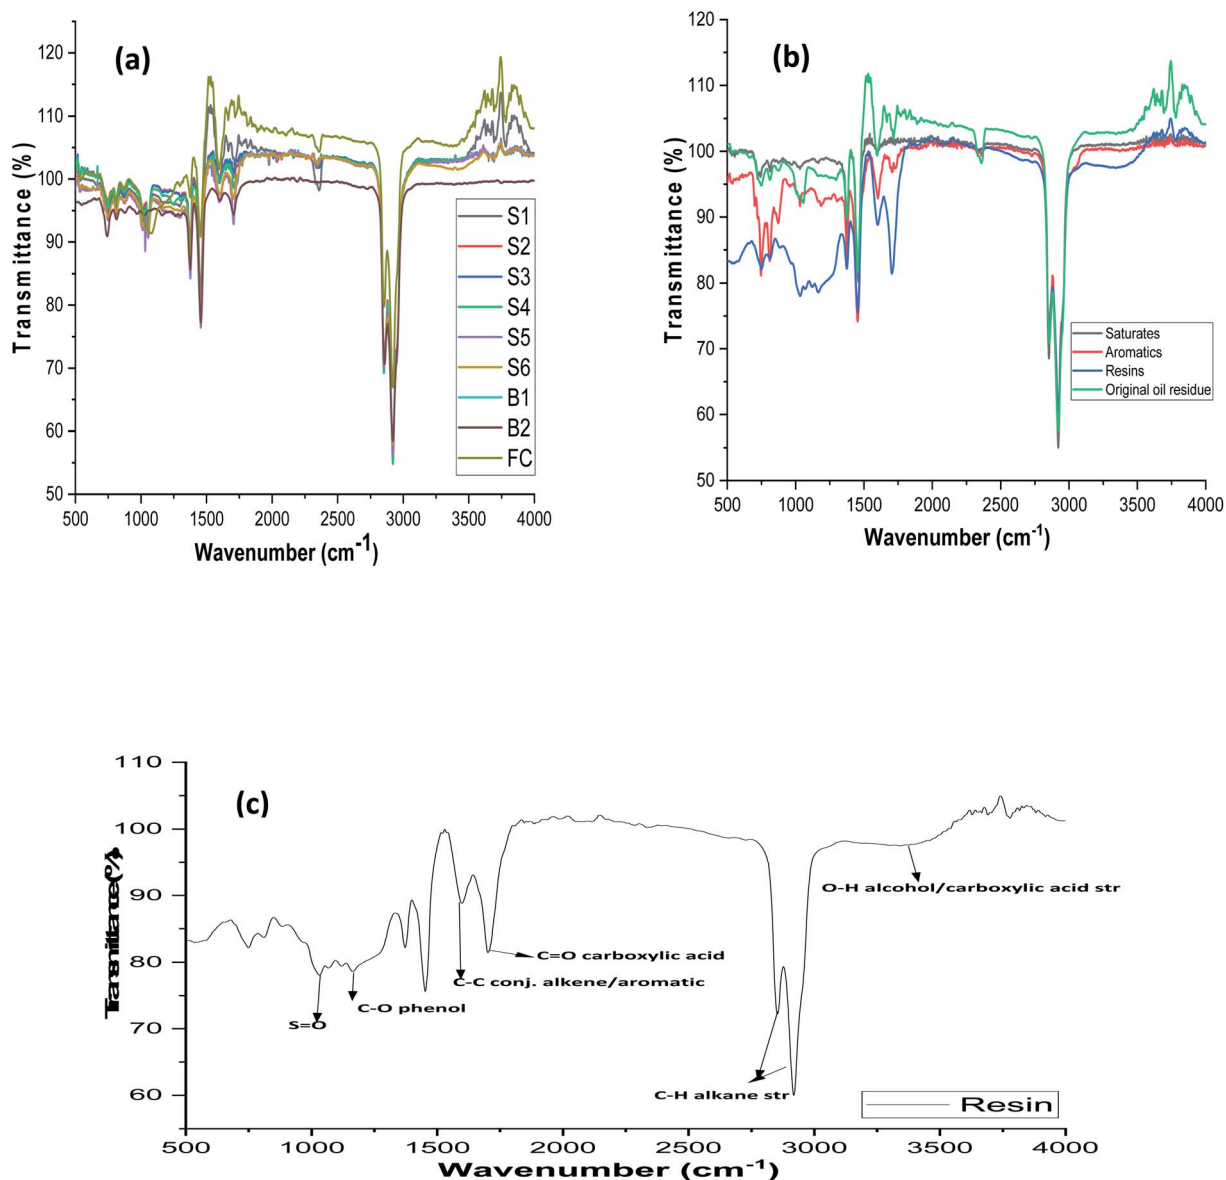 (a)
120
110
100
90
80
70
60
50
Transmittance (%)
S1
S2
S3
S4
S5
S6
B1
B2
FC
500 1000 1500 2000 2500 3000 3500 4000
Wavenumber (cm-1)
(b)
120
110
100
90
80
70
60
50
Transmittance (%)
Saturates
Aromatics
Resins
Original oil residue
500 1000 1500 2000 2500 3000 3500 4000
Wavenumber (cm-1)
(c)
110
100
90
80
70
60
Transmittance(%)
O-H alcohol/carboxylic acid str
C=O carboxylic acid
C-C conj. alkene/aromatic
C-O phenol
S=O
C-H alkane str
Resin
500 1000 1500 2000 2500 3000 3500 4000
Wavenumber (cm-1)